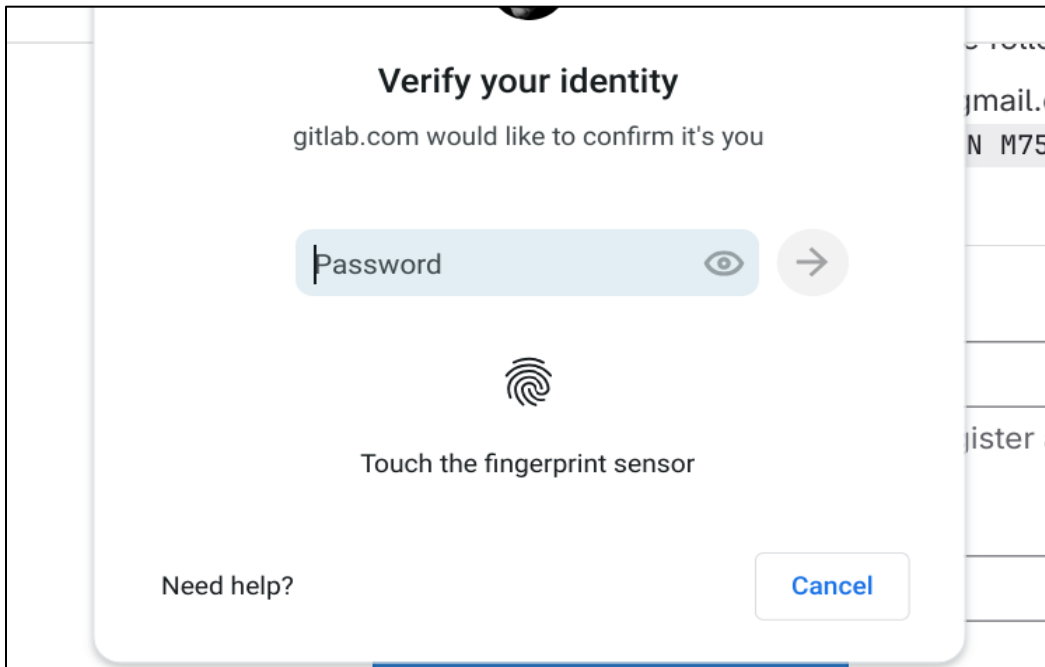 Verify your identity
gitlab.com would like to confirm it's you
Password
Touch the fingerprint sensor
Need help?
Cancel
N M75